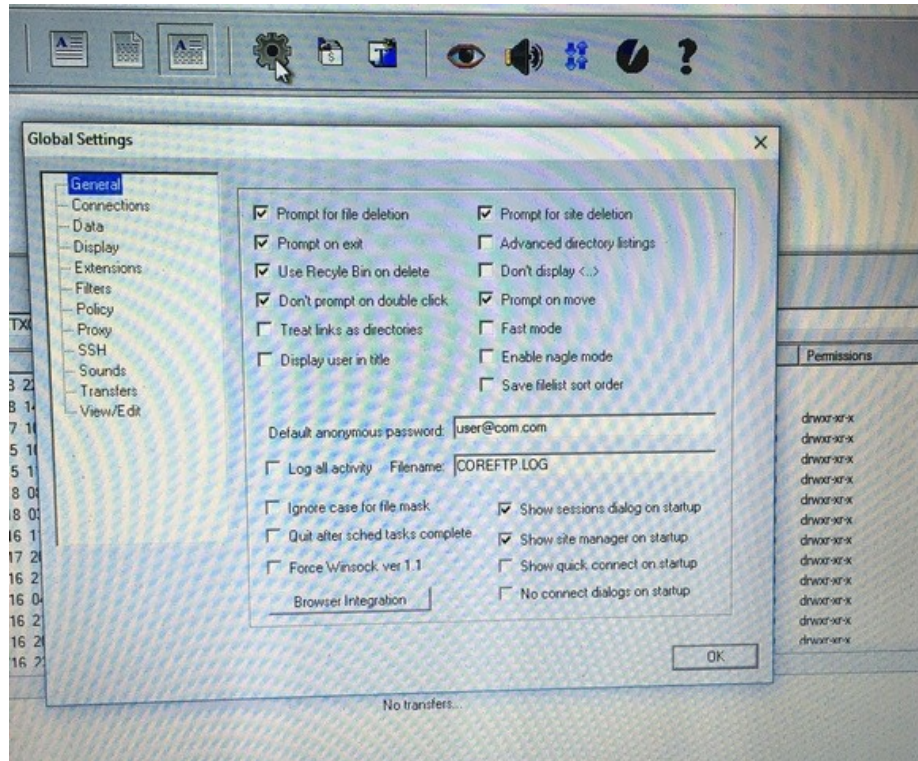 Global Settings
General
Connections
Data
Display
Extensions
Filters
Policy
Proxy
SSH
Sounds
Transfers
View/Edit
Prompt for file deletion
Prompt on exit
Use Recyle Bin on delete
Don't prompt on double click
Treat links as directories
Display user in title
Prompt for site deletion
Advanced directory listings
Don't display <..>
Prompt on move
Fast mode
Enable nagle mode
Save filelist sort order
Default anonymous password: user@com.com
Log all activity Filename: COREFTP.LOG
Ignore case for file mask
Quit after sched tasks complete
Force Winsock ver 1.1
Browser Integration
Show sessions dialog on startup
Show site manager on startup
Show quick connect on startup
No connect dialogs on startup
OK
Permissions
drwxr-xr-x
drwxr-xr-x
drwxr-xr-x
drwxr-xr-x
drwxr-xr-x
drwxr-xr-x
drwxr-xr-x
drwxr-xr-x
drwxr-xr-x
drwxr-xr-x
drwxr-xr-x
drwxr-xr-x
No transfers...